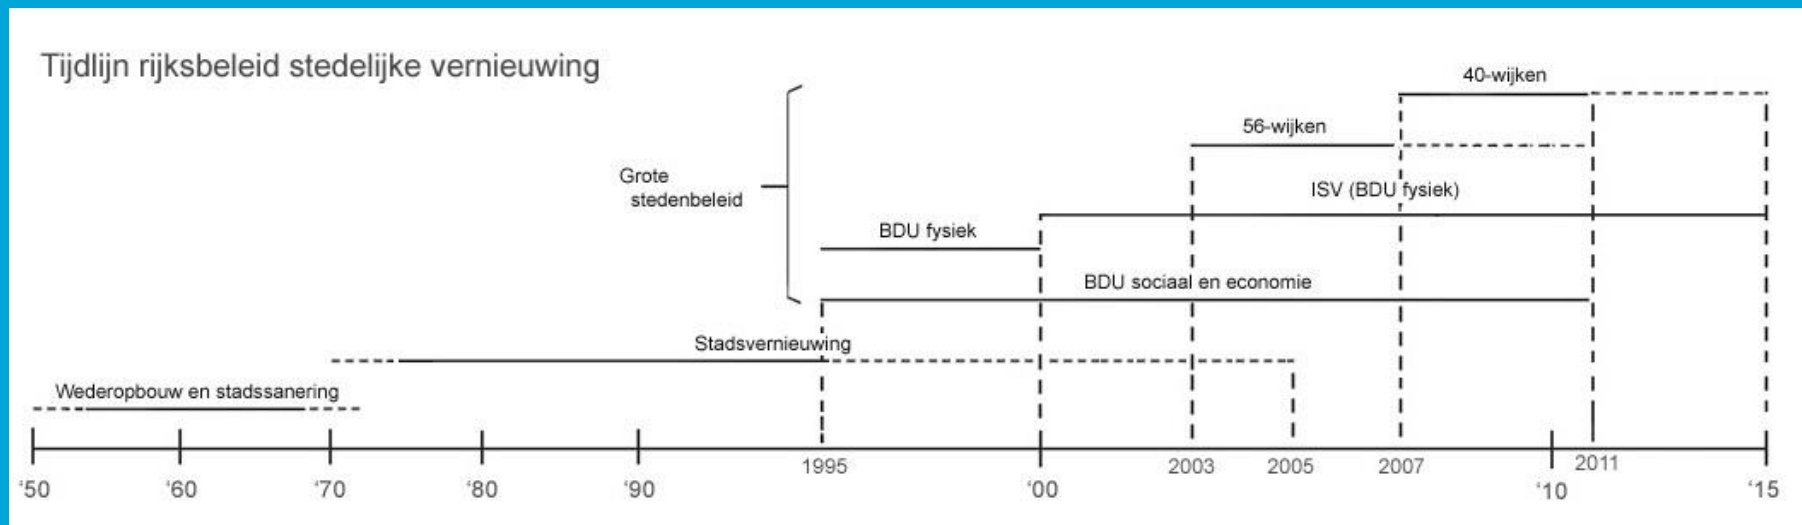 Tijdlijn rijksbeleid stedelijke vernieuwing
40-wijken
56-wijken
Grote
stedenbeleid
ISV (BDU fysiek)
BDU fysiek
BDU sociaal en economie
Stadsvernieuwing
Wederopbouw en stadssanering
1995 2003 2005 2007 2011
‘50 ‘60 ‘70 ‘80 ‘90 ‘00 ‘10 ‘15